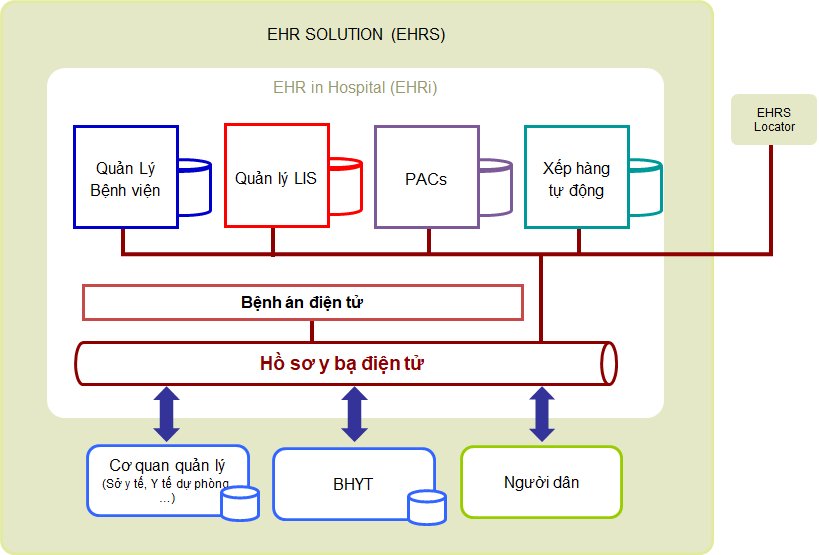 EHR SOLUTION (EHRS)
EHR in Hospital (EHRi)
EHRS
Locator
Quản Lý
Bệnh viện
Quản lý LIS
PACs
Xếp hàng
tự động
Bệnh án điện tử
Hồ sơ y bạ điện tử
Cơ quan quản lý
(Sở y tế, Y tế dự phòng
…)
BHYT
Người dân